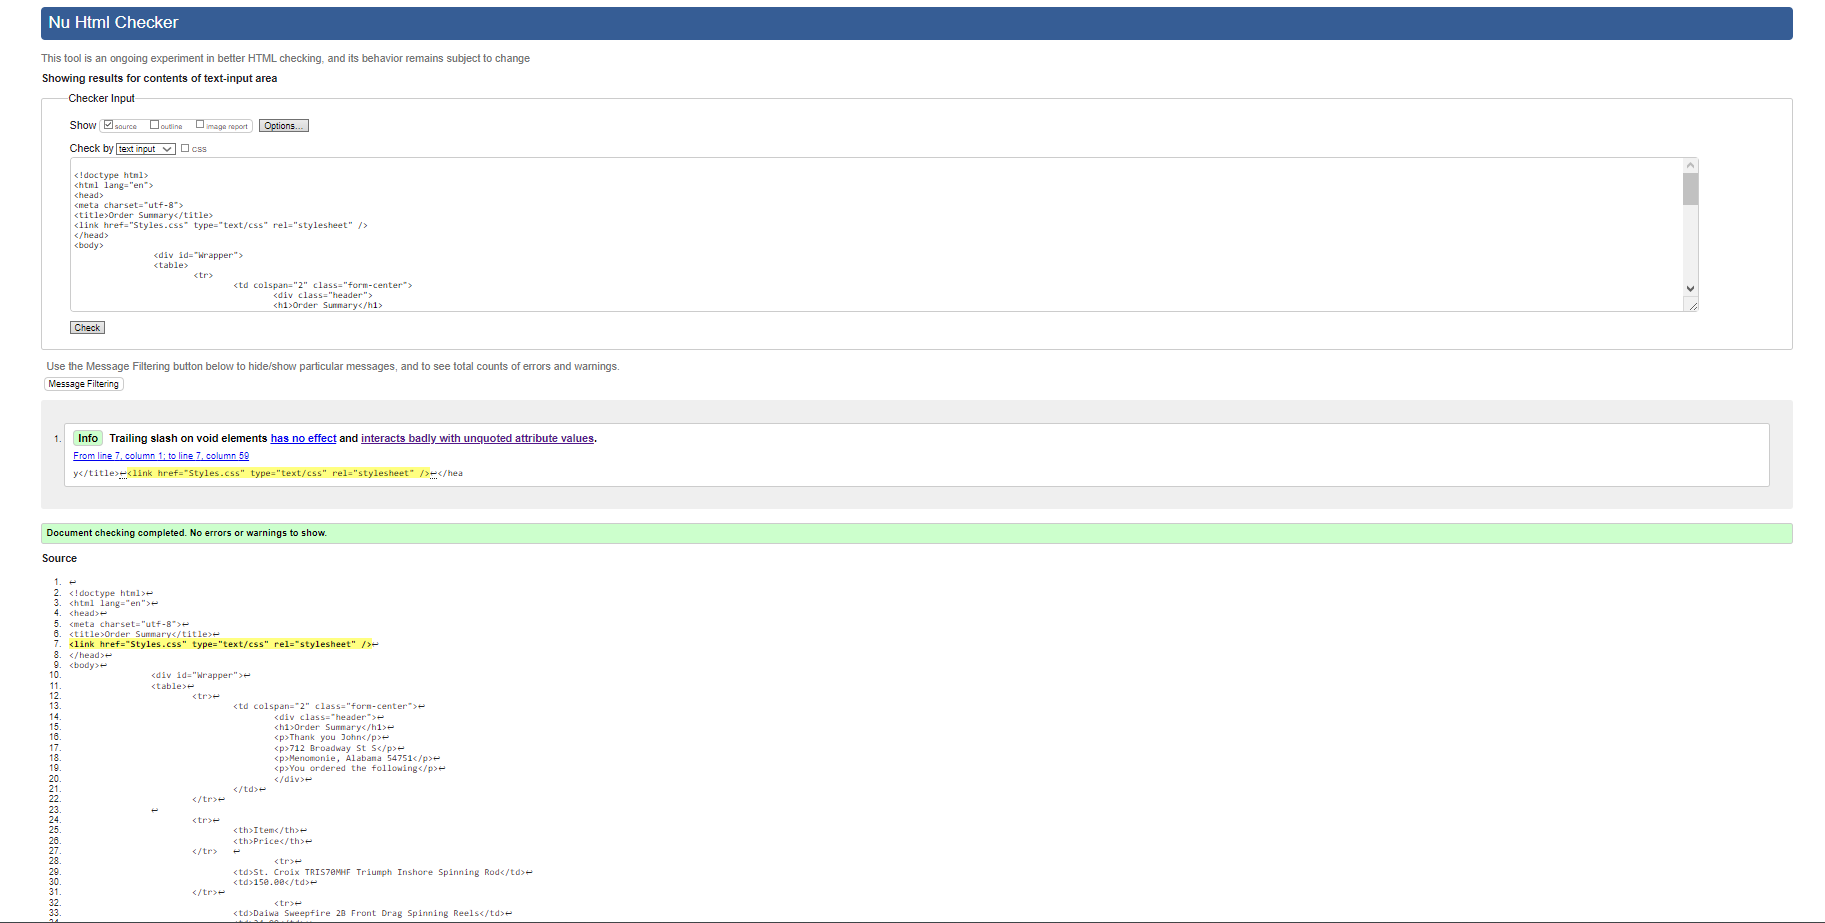 Nu Html Checker
This tool is an ongoing experiment in better HTML checking, and its behavior remains subject to change
Showing results for contents of text-input area
Checker Input
Show source outline image report Options...
Check by text input css
<!doctype html>
<html lang="en">
<head>
<meta charset="utf-8">
<title>Order Summary</title>
<link href="Styles.css" type="text/css" rel="stylesheet" />
</head>
<body>
<div id="Wrapper">
<table>
<tr>
<td colspan="2" class="form-center">
<div class="header">
<h1>Order Summary</h1>
Check
Use the Message Filtering button below to hide/show particular messages, and to see total counts of errors and warnings.
Message Filtering
1. Info Trailing slash on void elements has no effect and interacts badly with unquoted attribute values.
From line 7, column 1; to line 7, column 59
y</title>↩<link href="Styles.css" type="text/css" rel="stylesheet" />↩</hea
Document checking completed. No errors or warnings to show.
Source
1. ↩
2. <!doctype html>↩
3. <html lang="en">↩
4. <head>↩
5. <meta charset="utf-8">↩
6. <title>Order Summary</title>↩
7. <link href="Styles.css" type="text/css" rel="stylesheet" />↩
8. </head>↩
9. <body>↩
10. <div id="Wrapper">↩
11. <table>↩
12. <tr>↩
13. <td colspan="2" class="form-center">↩
14. <div class="header">↩
15. <h1>Order Summary</h1>↩
16. <p>Thank you John</p>↩
17. <p>712 Broadway St S</p>↩
18. <p>Menomonie, Alabama 54751</p>↩
19. <p>You ordered the following</p>↩
20. </div>↩
21. </td>↩
22. </tr>↩
23. ↩
24. <tr>↩
25. <th>Item</th>↩
26. <th>Price</th>↩
27. </tr> ↩
28. <tr>↩
29. <td>St. Croix TRIS70MHF Triumph Inshore Spinning Rod</td>↩
30. <td>150.00</td>↩
31. </tr>↩
32. <tr>↩
33. <td>Daiwa Sweepfire 2B Front Drag Spinning Reels</td>↩